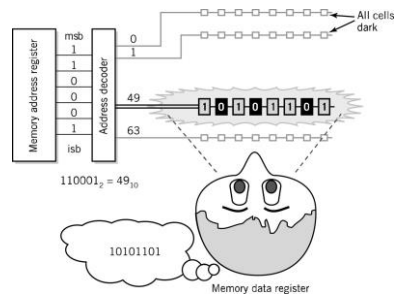 All cells
dark
msb
Memory address register
1
1
0
0
0
1
isb
Address decoder
0
1
49
63
1 0 1 0 1 1 0 1
110001₂ = 49₁₀
10101101
Memory data register